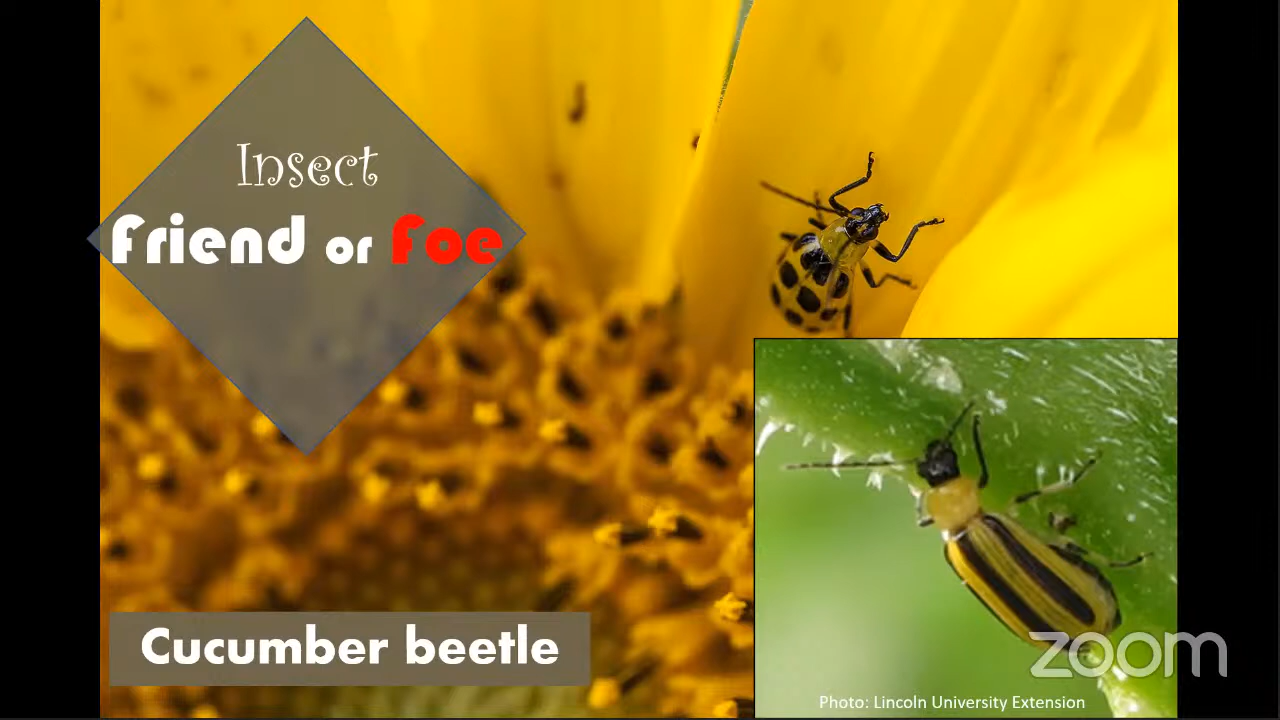 Insect
Friend or Foe
Cucumber beetle
zoom
Photo: Lincoln University Extension